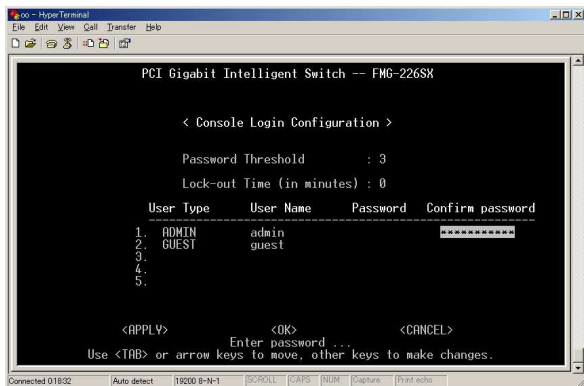 oo - HyperTerminal
File Edit View Call Transfer Help
PCI Gigabit Intelligent Switch -- FMG-226SX
< Console Login Configuration >
Password Threshold : 3
Lock-out Time (in minutes) : 0
User Type User Name Password Confirm password
1. ADMIN admin ***********
2. GUEST guest
3.
4.
5.
<APPLY> <OK> <CANCEL>
Enter password ...
Use <TAB> or arrow keys to move, other keys to make changes.
Connected 0:18:32 Auto detect 19200 8-N-1 SCROLL CAPS NUM Capture Print echo